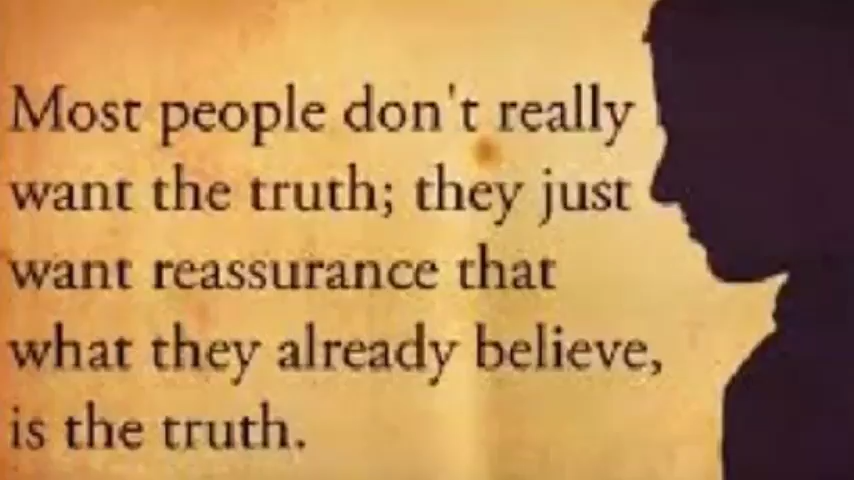 Most people don't really
want the truth; they just
want reassurance that
what they already believe,
is the truth.